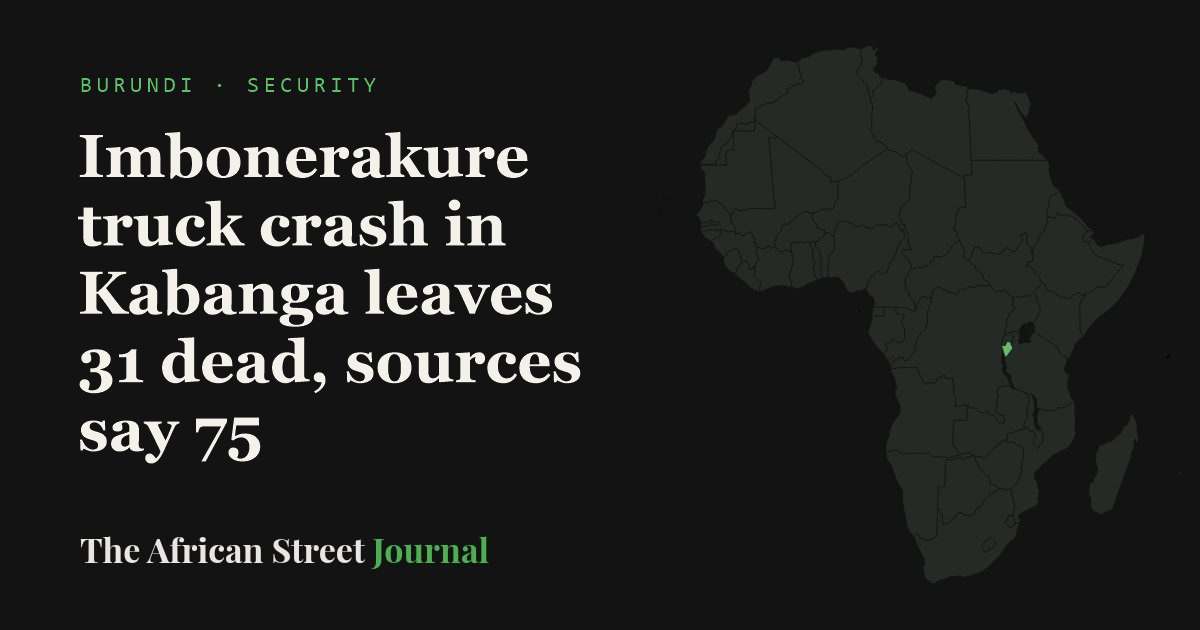 BURUNDI · SECURITY
Imbonerakure
truck crash in
Kabanga leaves
31 dead, sources
say 75
The African Street Journal